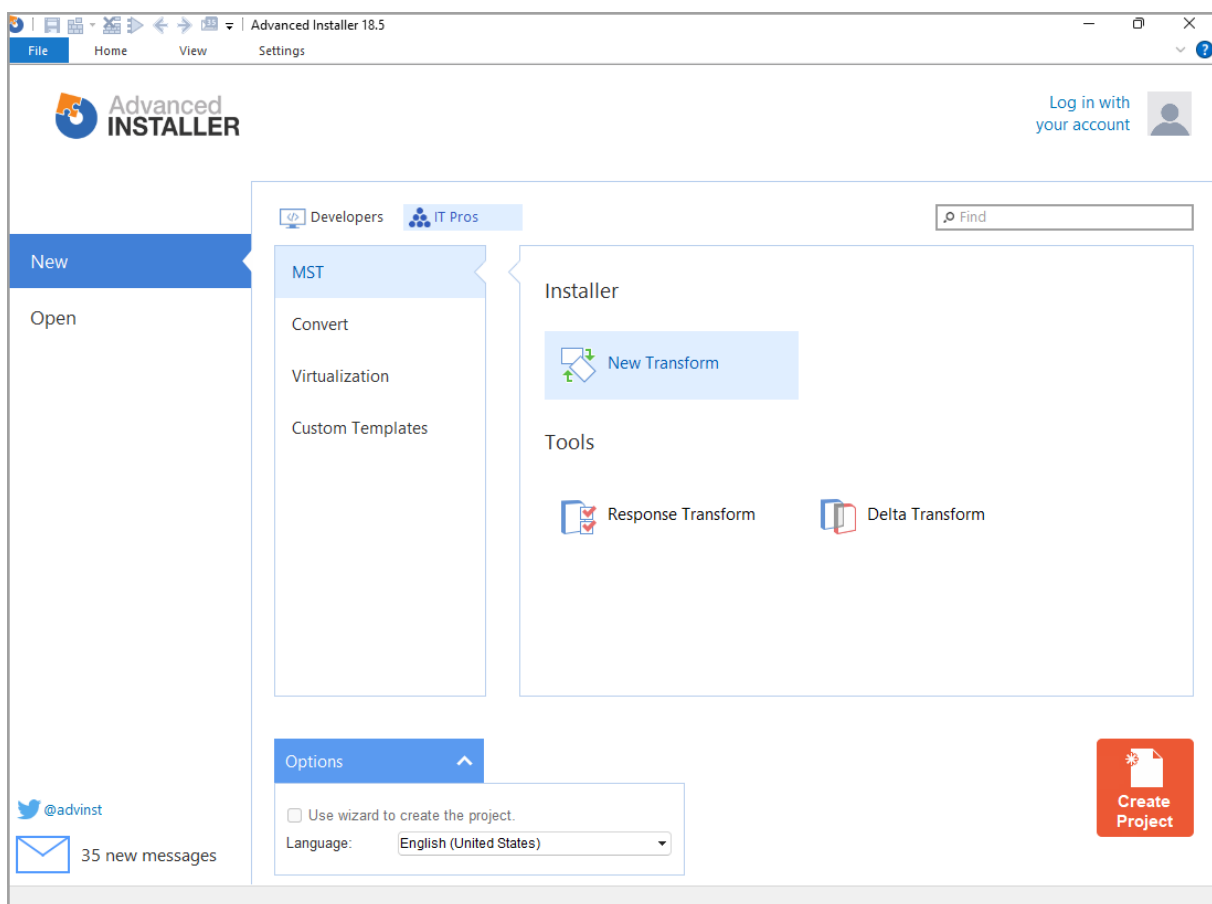 35
Advanced Installer 18.5
File Home View Settings
?
Advanced
INSTALLER
Log in with
your account
Developers IT Pros
Find
New
Open
MST
Convert
Virtualization
Custom Templates
Installer
New Transform
Tools
Response Transform Delta Transform
Options
Use wizard to create the project.
Language: English (United States)
Create
Project
@advinst
35 new messages